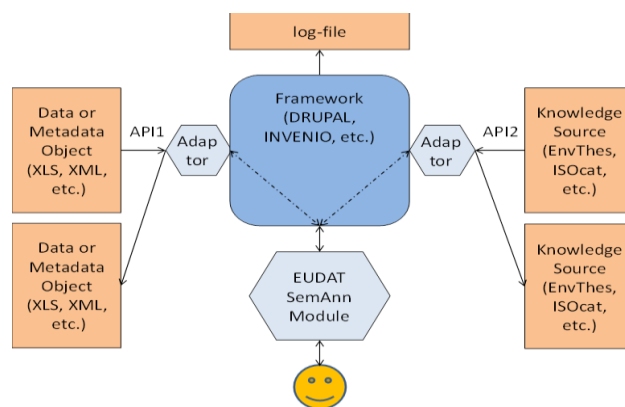 log-file
Data or
Metadata
Object
(XLS, XML,
etc.)
API1
Adap
tor
Framework
(DRUPAL,
INVENIO, etc.)
Adap
tor
API2
Knowledge
Source
(EnvThes,
ISOcat,
etc.)
Data or
Metadata
Object
(XLS, XML,
etc.)
EUDAT
SemAnn
Module
Knowledge
Source
(EnvThes,
ISOcat,
etc.)